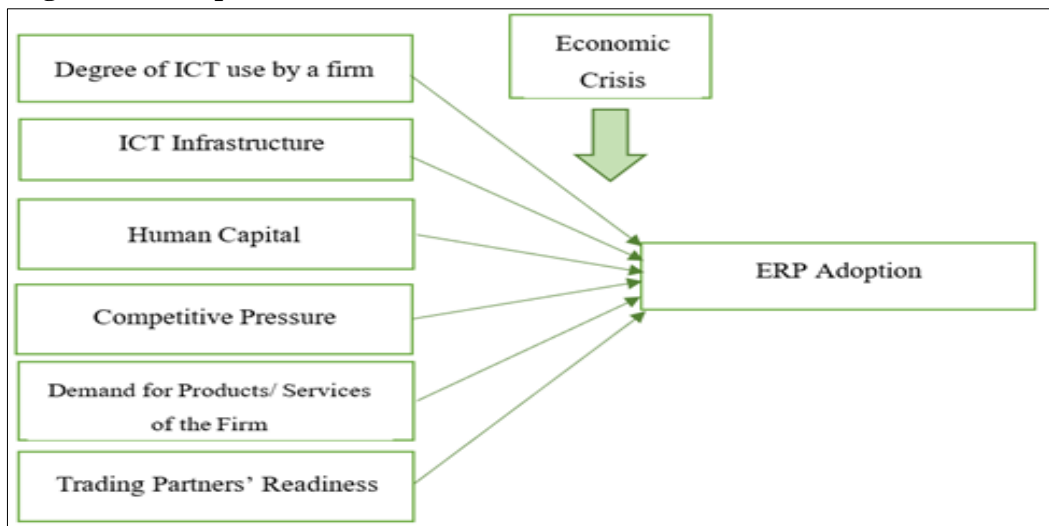 Degree of ICT use by a firm
Economic
Crisis
ICT Infrastructure
Human Capital
ERP Adoption
Competitive Pressure
Demand for Products/ Services
of the Firm
Trading Partners’ Readiness